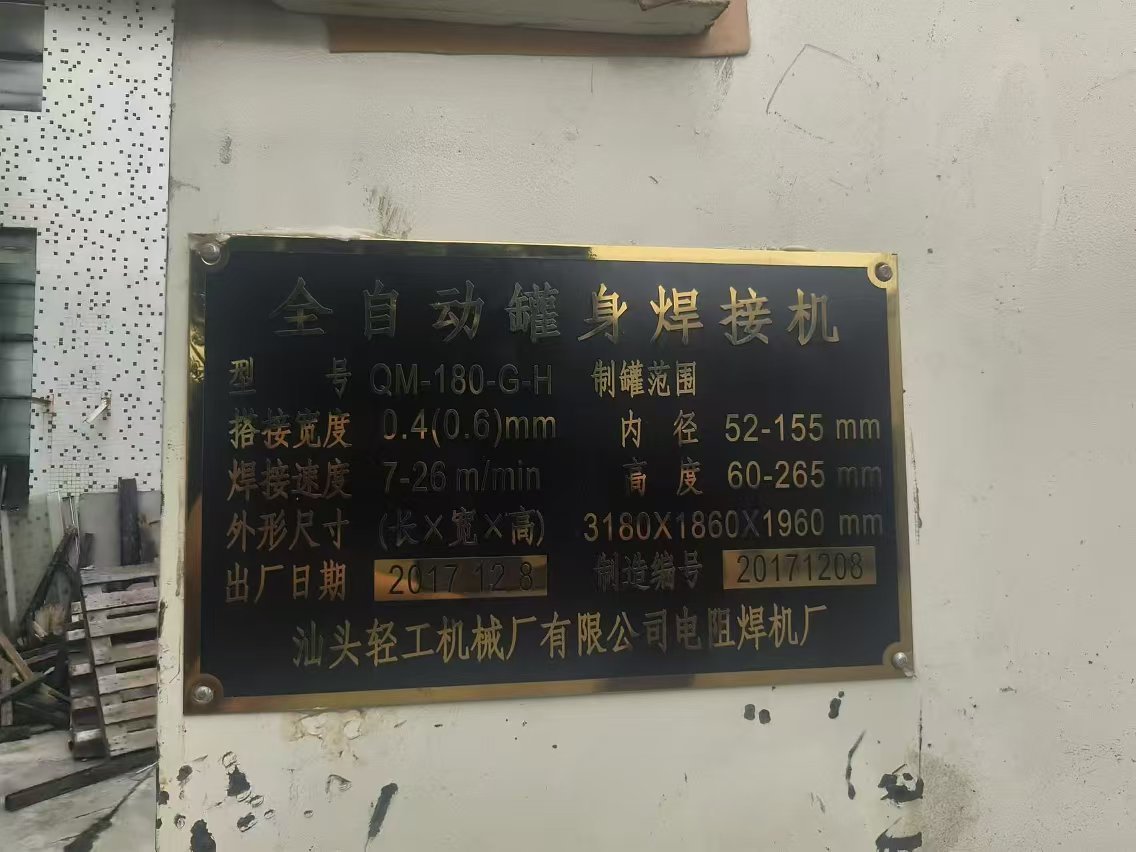 全自动罐身焊接机
型 号 QM-180-G-H 制罐范围
搭接宽度 0.4(0.6)mm 内 径 52-155 mm
焊接速度 7-26 m/min 高 度 60-265 mm
外形尺寸 (长×宽×高) 3180X1860X1960 mm
出厂日期 2017.12.8 制造编号 20171208
汕头轻工机械厂有限公司电阻焊机厂